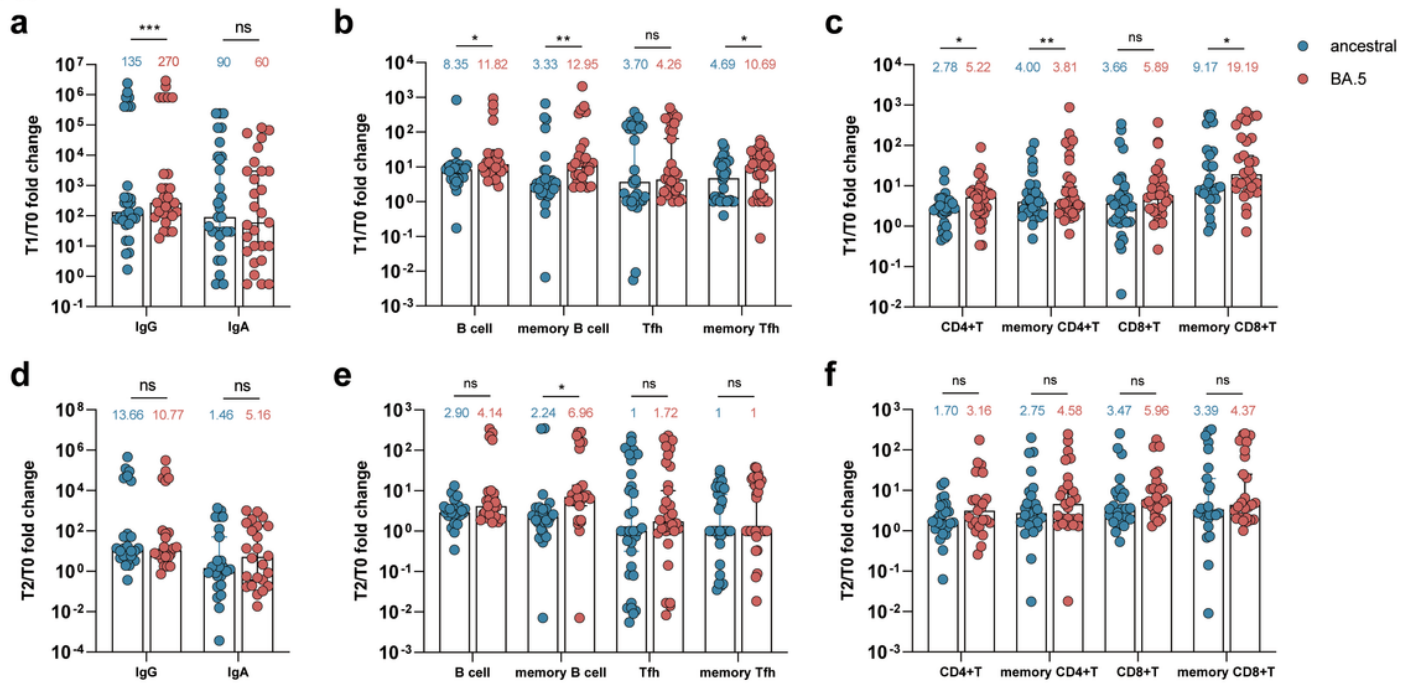 a
*** ns
135 270 90 60
T1/T0 fold change
10^7
10^6
10^5
10^4
10^3
10^2
10^1
10^0
10^-1
IgG IgA
b
* ** ns *
8.35 11.82 3.33 12.95 3.70 4.26 4.69 10.69
T1/T0 fold change
10^4
10^3
10^2
10^1
10^0
10^-1
10^-2
10^-3
B cell memory B cell Tfh memory Tfh
c
* ** ns *
2.78 5.22 4.00 3.81 3.66 5.89 9.17 19.19
T1/T0 fold change
10^4
10^3
10^2
10^1
10^0
10^-1
10^-2
CD4+T memory CD4+T CD8+T memory CD8+T
ancestral
BA.5
d
ns ns
13.66 10.77 1.46 5.16
T2/T0 fold change
10^8
10^6
10^4
10^2
10^0
10^-2
10^-4
IgG IgA
e
ns * ns ns
2.90 4.14 2.24 6.96 1 1.72 1 1
T2/T0 fold change
10^3
10^2
10^1
10^0
10^-1
10^-2
10^-3
B cell memory B cell Tfh memory Tfh
f
ns ns ns ns
1.70 3.16 2.75 4.58 3.47 5.96 3.39 4.37
T2/T0 fold change
10^3
10^2
10^1
10^0
10^-1
10^-2
10^-3
CD4+T memory CD4+T CD8+T memory CD8+T